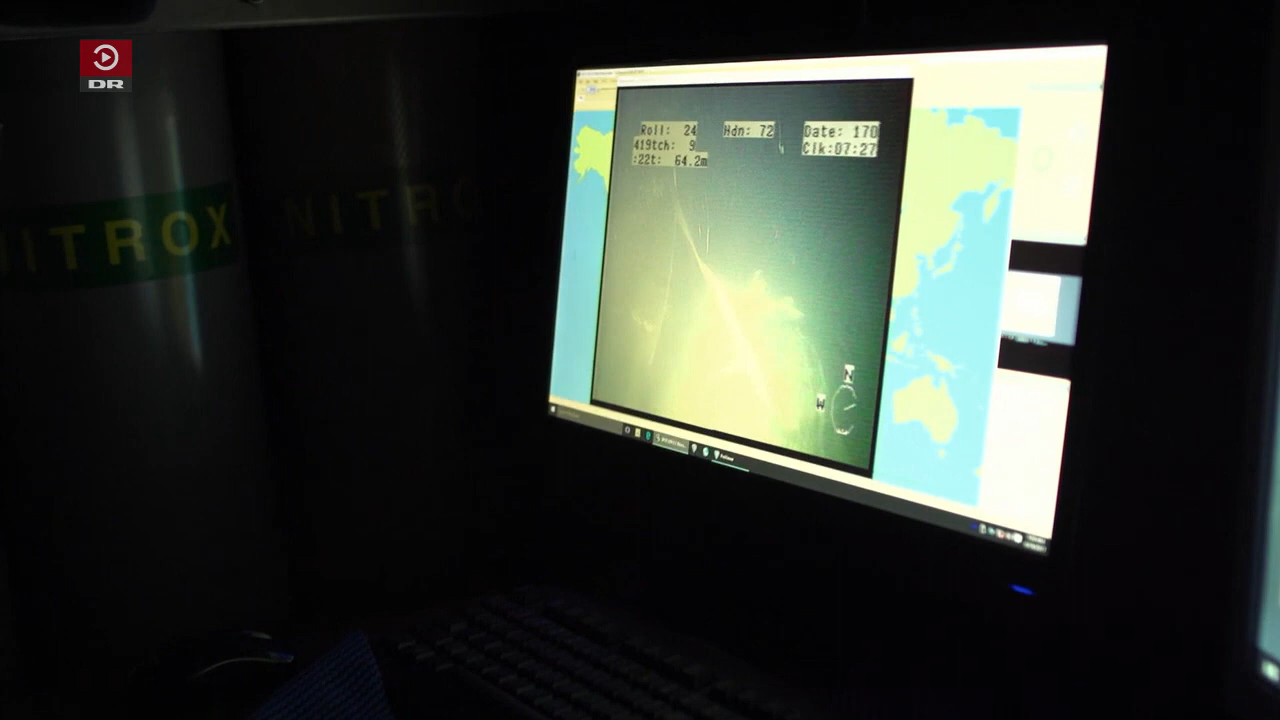 DR
NITROX
NITRO
Roll: 24
Hdn: 72
Date: 170
419tch: 9
Clk:07:27
:22t: 64.2m
N
W